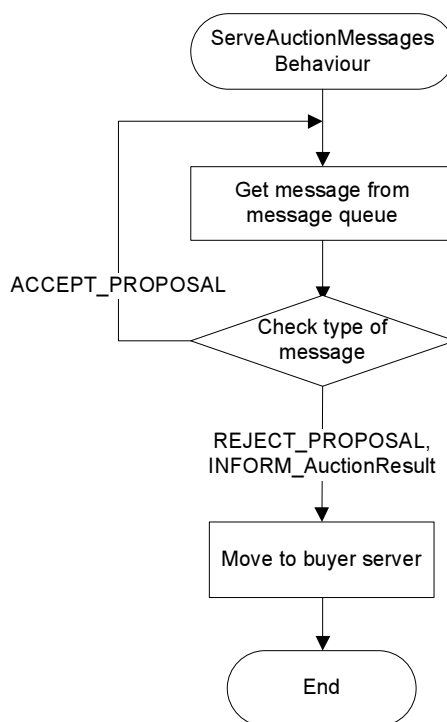 ServeAuctionMessages
Behaviour
Get message from
message queue
ACCEPT_PROPOSAL
Check type of
message
REJECT_PROPOSAL,
INFORM_AuctionResult
Move to buyer server
End